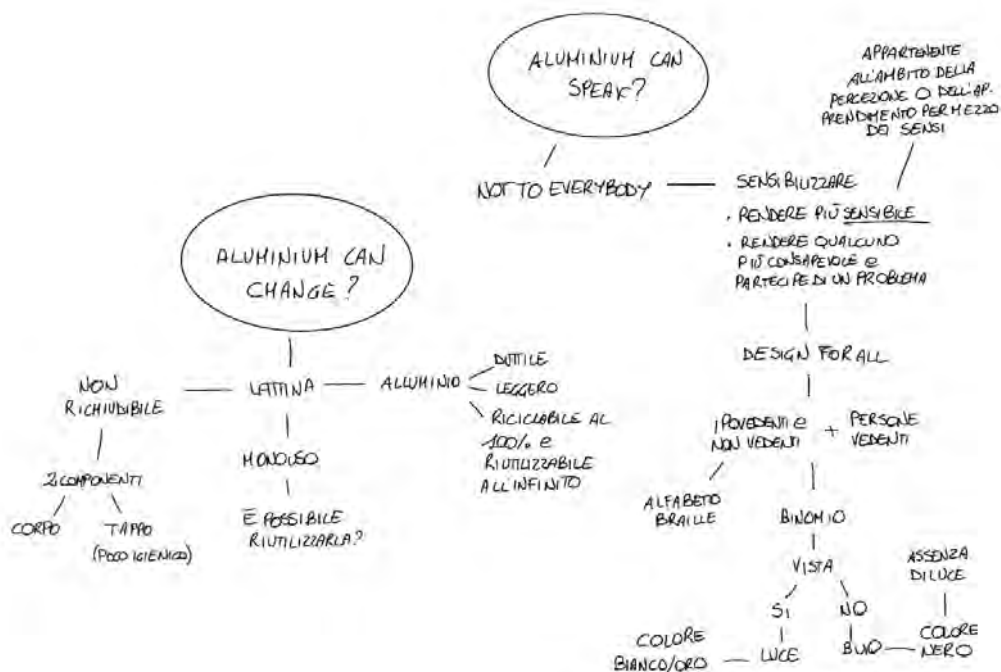 ALUMINIUM CAN
SPEAK?
APPARTENENTE
ALL'AMBITO DELLA
PERCEZIONE O DELL'AP-
PRENDIMENTO PER MEZZO
DEI SENSI
NOT TO EVERYBODY
SENSIBILIZZARE
• RENDERE PIÙ SENSIBILE
• RENDERE QUALCUNO
PIÙ CONSAPEVOLE e
PARTECIPE DI UN PROBLEMA
DESIGN FOR ALL
IPOVEDENTI e
NON VEDENTI
+
PERSONE
VEDENTI
ALFABETO
BRAILLE
BINOMIO
VISTA
SI
NO
LUCE
BUIO
COLORE
BIANCO/ORO
COLORE
NERO
ASSENZA
DI LUCE
ALUMINIUM CAN
CHANGE?
LATTINA
NON
RICHIUDIBILE
2 COMPONENTI
CORPO
TAPPO
(POCO IGIENICO)
MONOUSO
È POSSIBILE
RIUTILIZZARLA?
ALLUMINIO
DUTTILE
LEGGERO
RICICLABILE AL
100% e
RIUTILIZZABILE
ALL'INFINITO